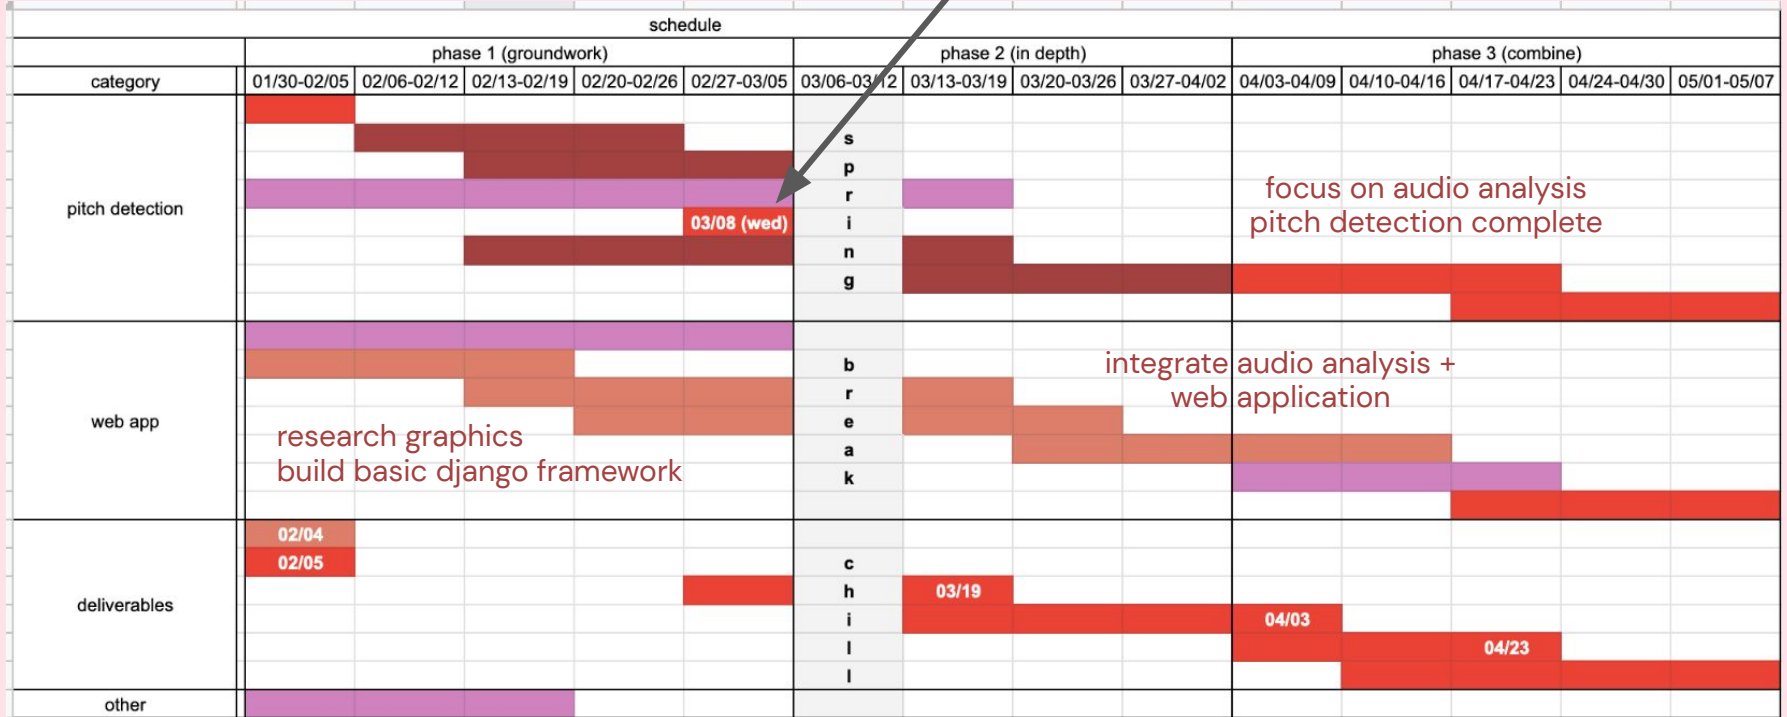 schedule
phase 1 (groundwork) phase 2 (in depth) phase 3 (combine)
category 01/30-02/05 02/06-02/12 02/13-02/19 02/20-02/26 02/27-03/05 03/06-03/12 03/13-03/19 03/20-03/26 03/27-04/02 04/03-04/09 04/10-04/16 04/17-04/23 04/24-04/30 05/01-05/07
s
p
r
focus on audio analysis
pitch detection
pitch detection complete
03/08 (wed)
i
n
g
b
r
integrate audio analysis +
web application
web app
e
research graphics
build basic django framework
a
k
02/04
02/05
c
h
03/19
deliverables
i
04/03
l
04/23
l
other